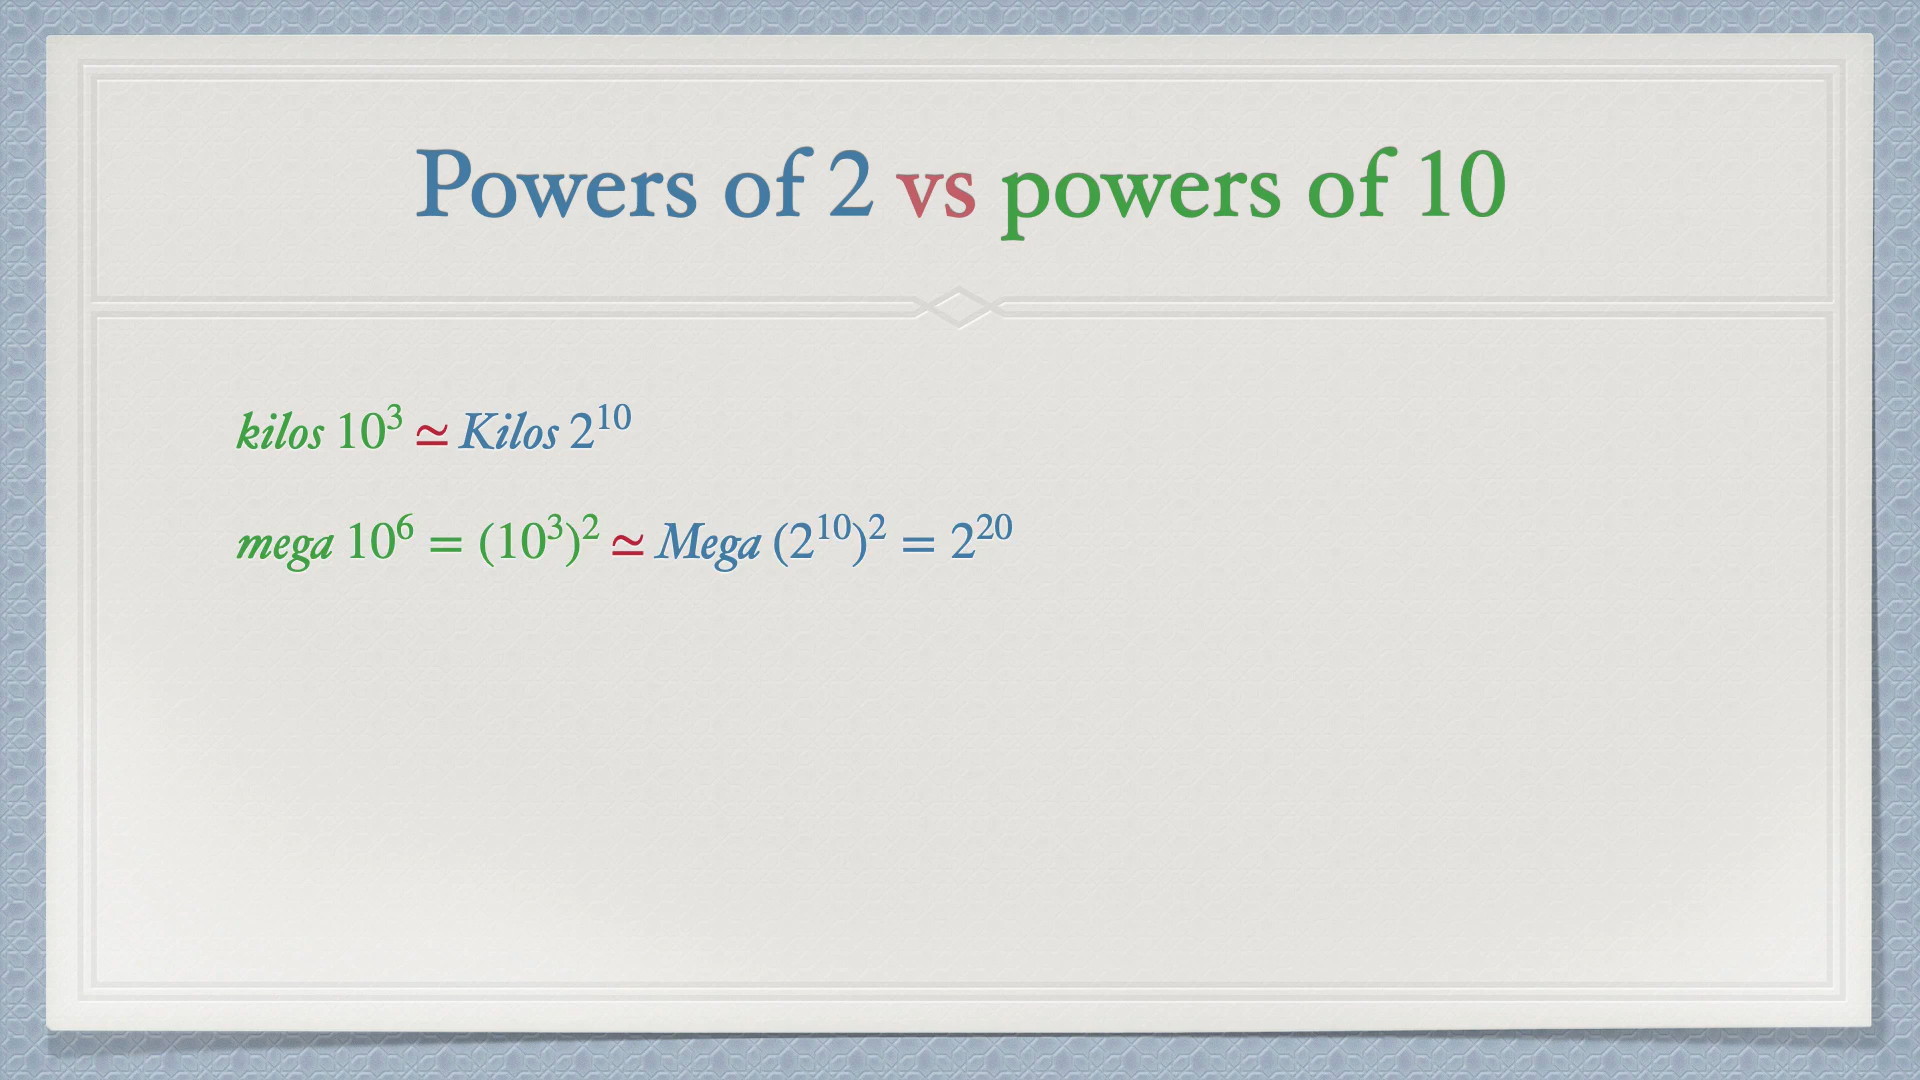 Powers of 2 vs powers of 10
kilos 10³ ≃ Kilos 2¹⁰
mega 10⁶ = (10³)² ≃ Mega (2¹⁰)² = 2²⁰